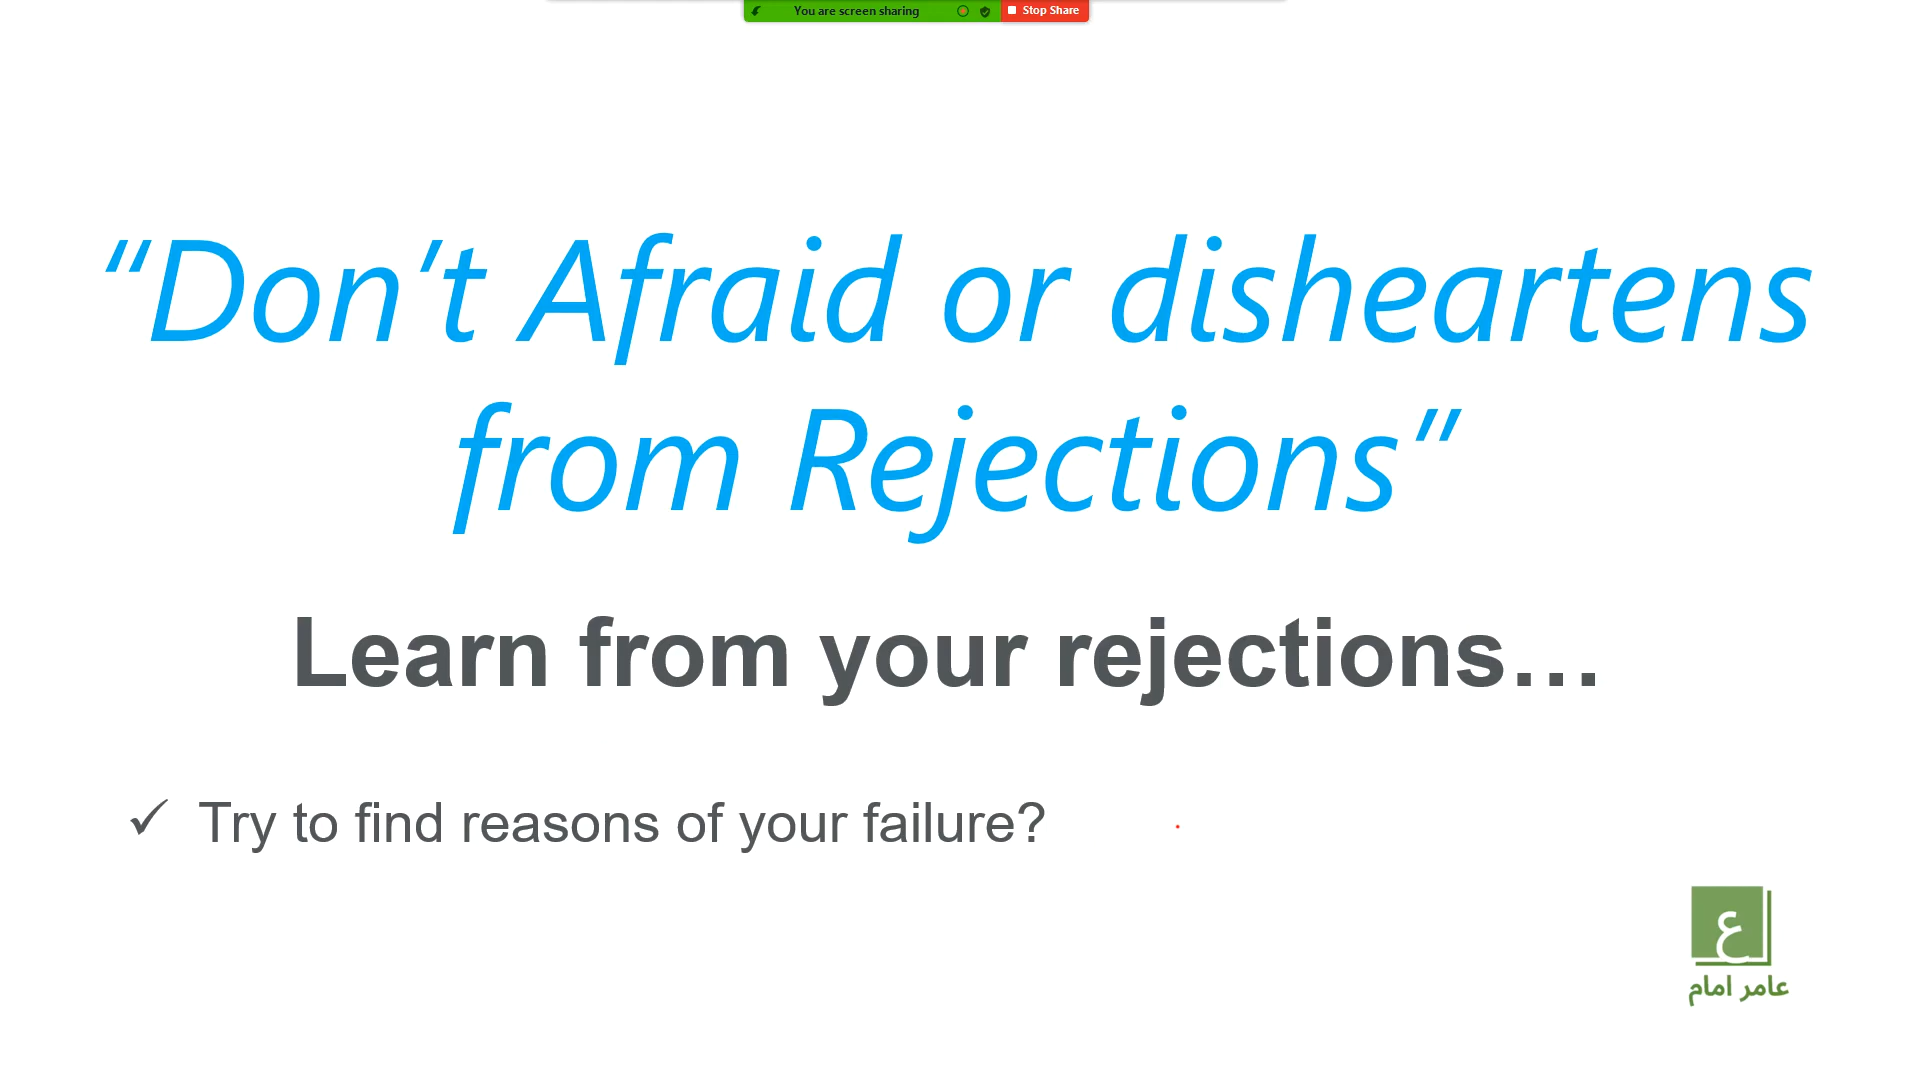 You are screen sharing
Stop Share
“Don’t Afraid or disheartens
from Rejections”
Learn from your rejections…
✓ Try to find reasons of your failure?
ع
عامر امام